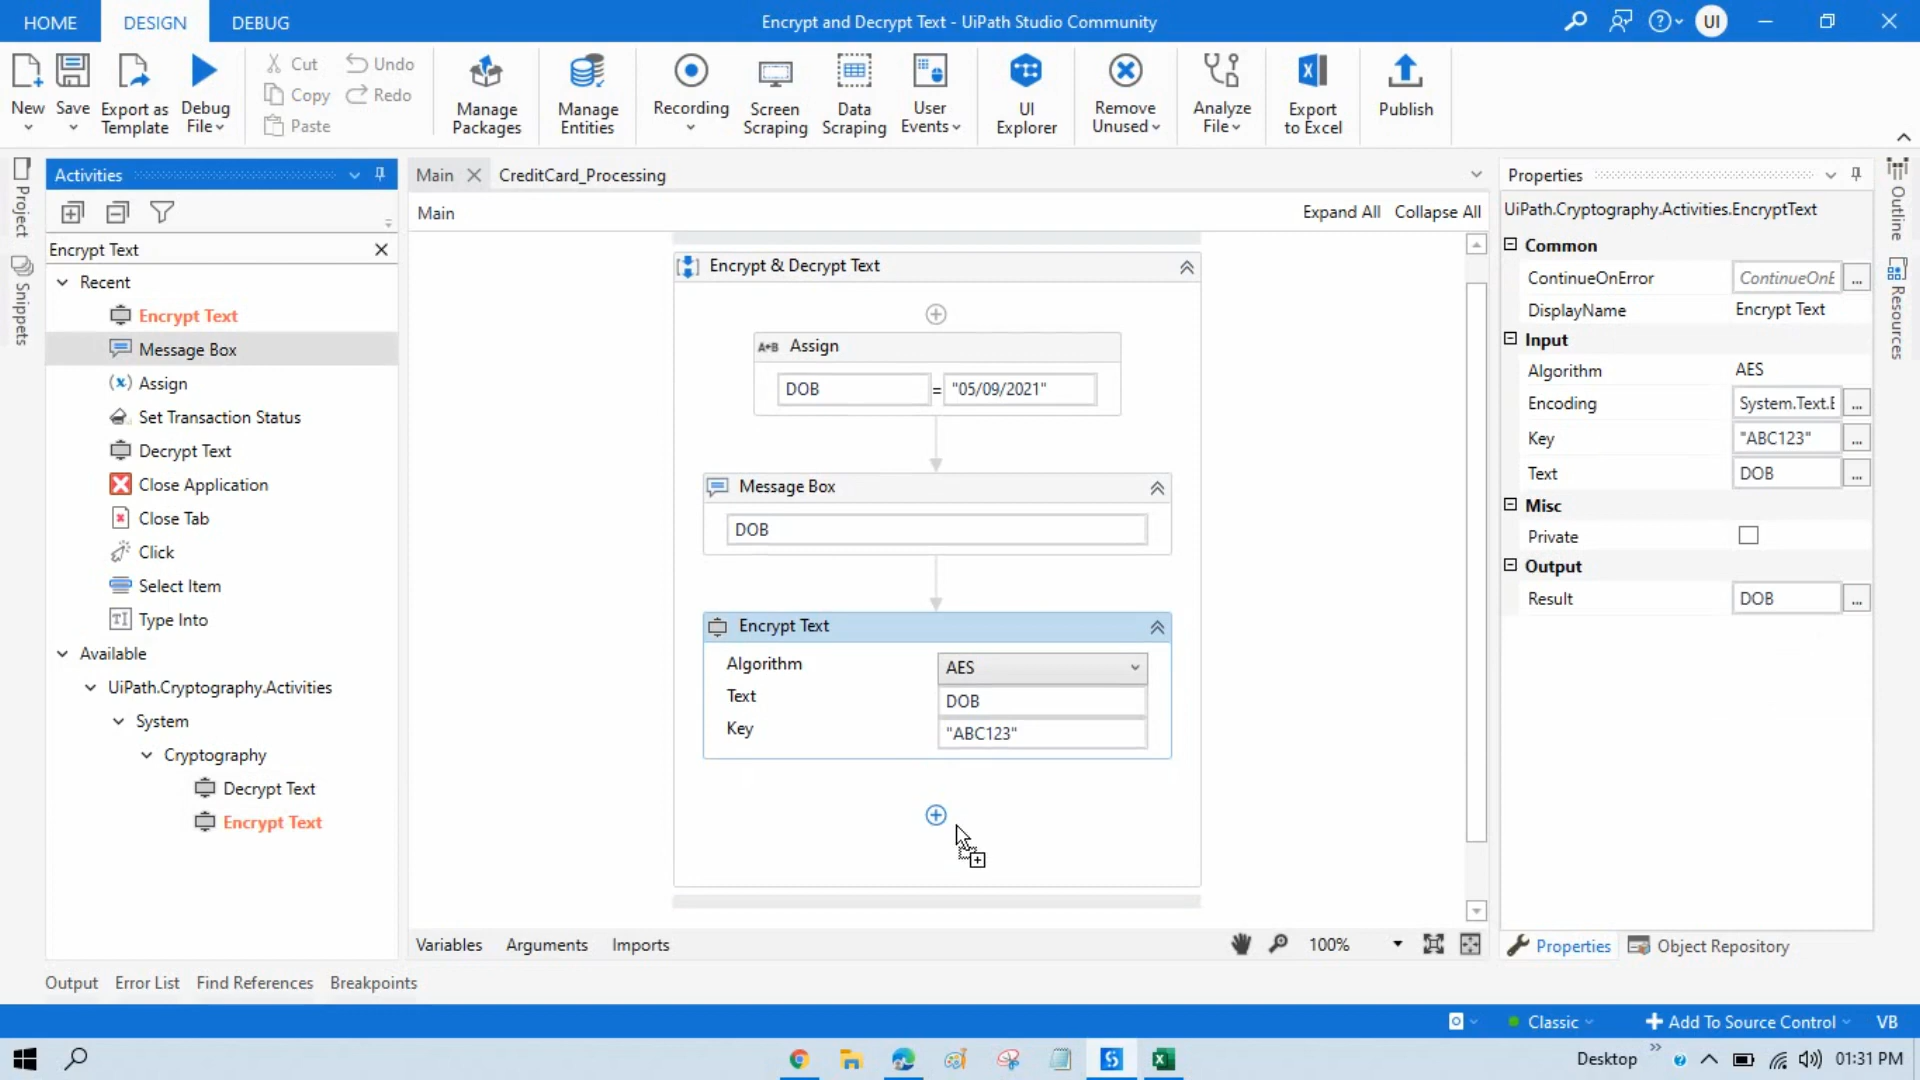 HOME DESIGN DEBUG Encrypt and Decrypt Text - UiPath Studio Community UI
New
Save
Export as
Template
Debug
File
Cut
Copy
Paste
Undo
Redo
Manage
Packages
Manage
Entities
Recording
Screen
Scraping
Data
Scraping
User
Events
UI
Explorer
Remove
Unused
Analyze
File
Export
to Excel
Publish
Project
Snippets
Activities
Encrypt Text
Recent
Encrypt Text
Message Box
Assign
Set Transaction Status
Decrypt Text
Close Application
Close Tab
Click
Select Item
Type Into
Available
UiPath.Cryptography.Activities
System
Cryptography
Decrypt Text
Encrypt Text
Main CreditCard_Processing
Main Expand All Collapse All
Encrypt & Decrypt Text
A*B Assign
DOB = "05/09/2021"
Message Box
DOB
Encrypt Text
Algorithm AES
Text DOB
Key "ABC123"
Variables Arguments Imports 100%
Properties
UiPath.Cryptography.Activities.EncryptText
Common
ContinueOnError ContinueOnE ...
DisplayName Encrypt Text
Input
Algorithm AES
Encoding System.Text.E ...
Key "ABC123" ...
Text DOB ...
Misc
Private
Output
Result DOB ...
Properties Object Repository
Outline
Resources
Output Error List Find References Breakpoints
Classic Add To Source Control VB
Desktop 01:31 PM